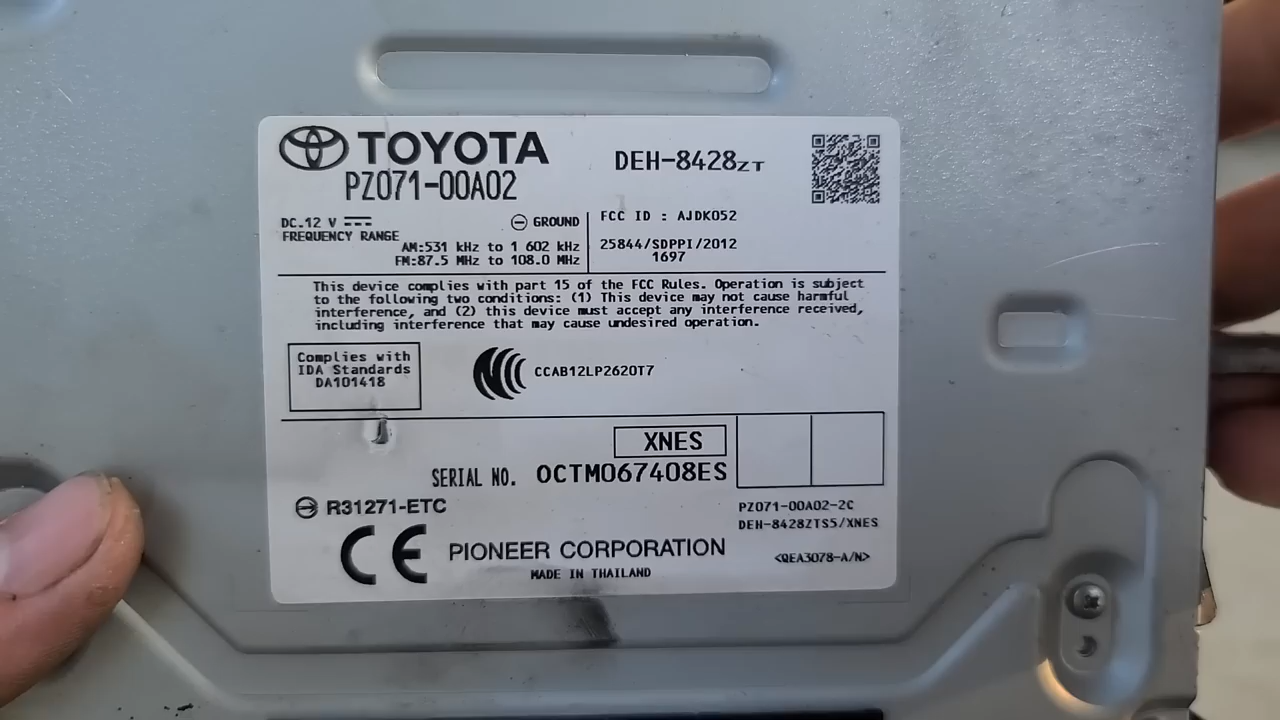 TOYOTA
PZ071-00A02
DEH-8428ZT
DC.12 V
GROUND
FREQUENCY RANGE
AM:531 kHz to 1 602 kHz
FM:87.5 MHz to 108.0 MHz
FCC ID : AJDK052
25844/SDPPI/2012
1697
This device complies with part 15 of the FCC Rules. Operation is subject
to the following two conditions: (1) This device may not cause harmful
interference, and (2) this device must accept any interference received,
including interference that may cause undesired operation.
Complies with
IDA Standards
DA101418
CCAB12LP2620T7
XNES
SERIAL NO. OCTM067408ES
R31271-ETC
PZ071-00A02-2C
DEH-8428ZTS5/XNES
CE
PIONEER CORPORATION
<QEA3078-A/N>
MADE IN THAILAND